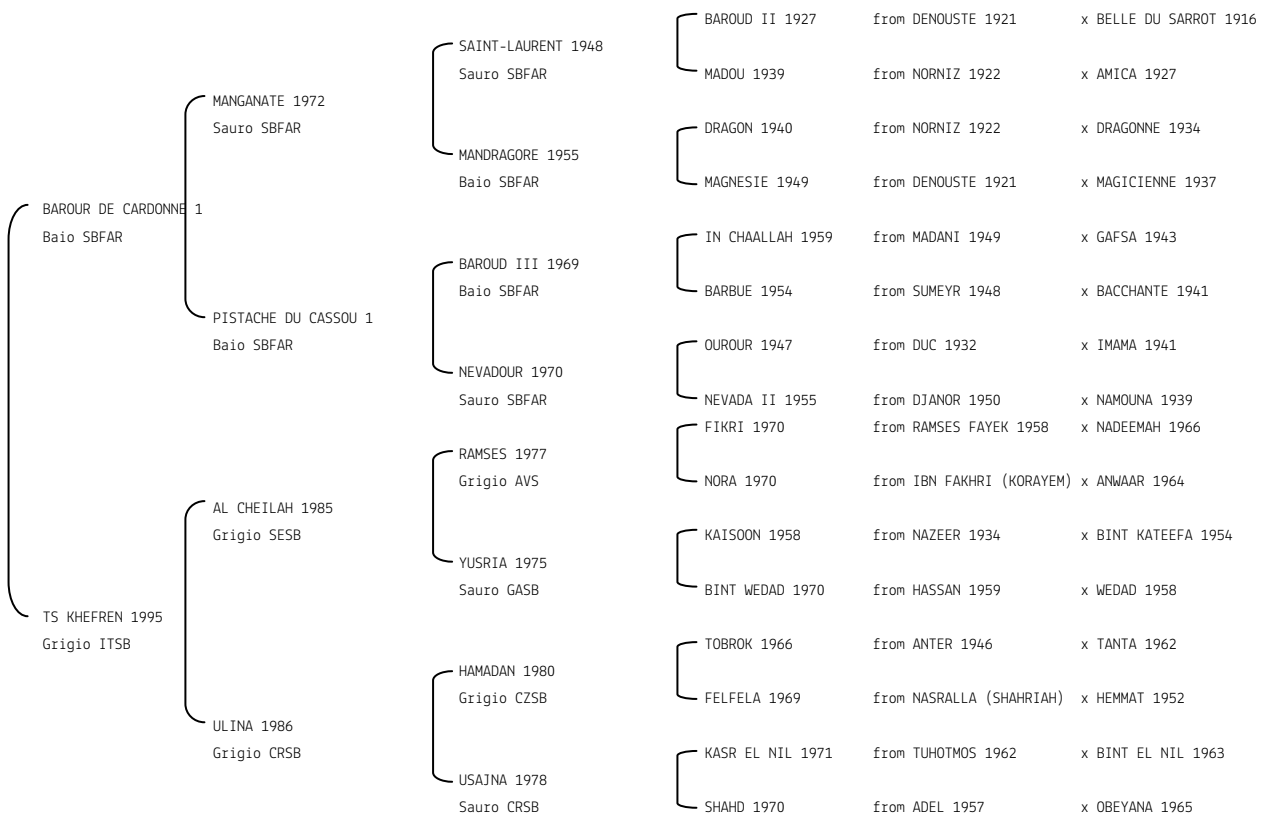 BAROUD II 1927 from DENOUSTE 1921 x BELLE DU SARROT 1916
SAINT-LAURENT 1948
Sauro SBFAR
MADOU 1939 from NORNIZ 1922 x AMICA 1927
MANGANATE 1972
Sauro SBFAR
DRAGON 1940 from NORNIZ 1922 x DRAGONNE 1934
MANDRAGORE 1955
Baio SBFAR
MAGNESIE 1949 from DENOUSTE 1921 x MAGICIENNE 1937
BAROUR DE CARDONNE 1
Baio SBFAR
IN CHAALLAH 1959 from MADANI 1949 x GAFSA 1943
BAROUD III 1969
Baio SBFAR
BARBUE 1954 from SUMEYR 1948 x BACCHANTE 1941
PISTACHE DU CASSOU 1
Baio SBFAR
OUROUR 1947 from DUC 1932 x IMAMA 1941
NEVADOUR 1970
Sauro SBFAR
NEVADA II 1955 from DJANOR 1950 x NAMOUNA 1939
FIKRI 1970 from RAMSES FAYEK 1958 x NADEEMAH 1966
RAMSES 1977
Grigio AVS
NORA 1970 from IBN FAKHRI (KORAYEM) x ANWAAR 1964
AL CHEILAH 1985
Grigio SESB
KAISOON 1958 from NAZEER 1934 x BINT KATEEFA 1954
YUSRIA 1975
Sauro GASB
BINT WEDAD 1970 from HASSAN 1959 x WEDAD 1958
TS KHEFREN 1995
Grigio ITSB
TOBROK 1966 from ANTER 1946 x TANTA 1962
HAMADAN 1980
Grigio CZSB
FELFELA 1969 from NASRALLA (SHAHRIAH) x HEMMAT 1952
ULINA 1986
Grigio CRSB
KASR EL NIL 1971 from TUHOTMOS 1962 x BINT EL NIL 1963
USAJNA 1978
Sauro CRSB
SHAHD 1970 from ADEL 1957 x OBEYANA 1965